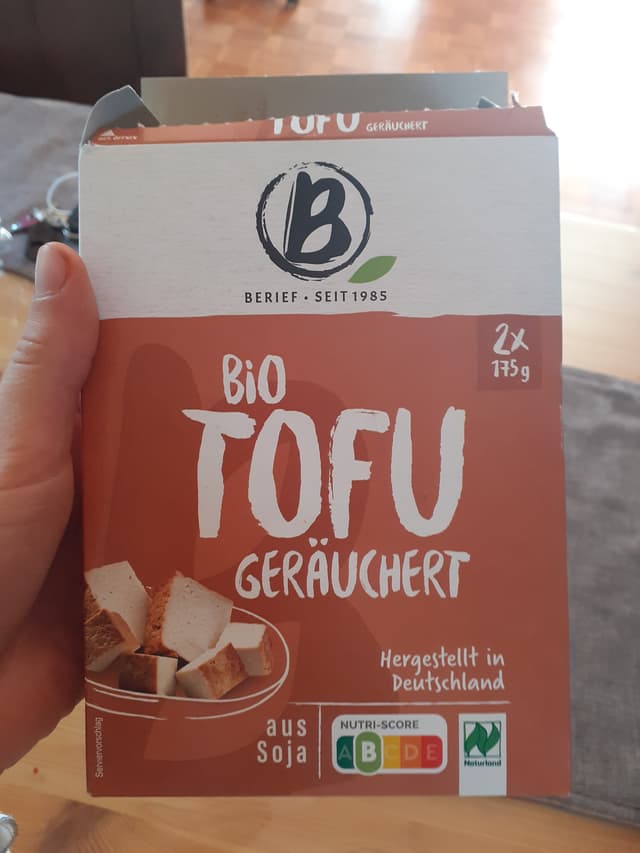 TOFU GERÄUCHERT
B
BERIEF • SEIT 1985
2x
175g
BiO
TOFU
GERÄUCHERT
Hergestellt in
Deutschland
aus
Soja
NUTRI-SCORE
A B C D E
Naturland
Serviervorschlag